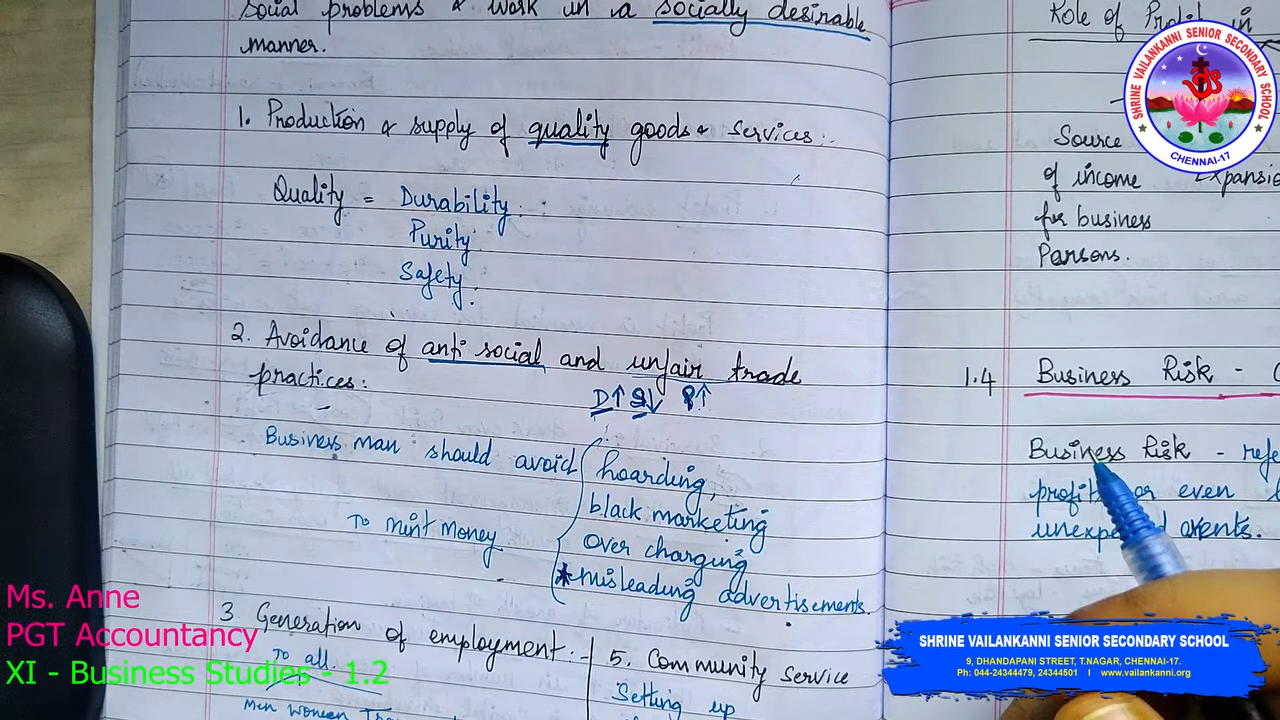 social problems & work in a socially desirable
manner.
1. Production & supply of quality goods & services:-
Quality = Durability
Purity
Safety
2. Avoidance of anti social and unfair trade
practices:
D↑ S↓ P↑
Business man should avoid
To mint money
hoarding,
black marketing
over charging
*misleading advertisements.
3. Generation of employment:-
To all.
Men women
5. Community service
Setting up
Role of Profit in
Source
of income Expansion
for business
Persons.
1.4 Business Risk -
Business Risk - refe
profits or even
events.
SHRINE VAILANKANNI SENIOR SECONDARY SCHOOL
CHENNAI-17
Ms. Anne
PGT Accountancy
XI - Business Studies - 1.2
SHRINE VAILANKANNI SENIOR SECONDARY SCHOOL
9, DHANDAPANI STREET, T.NAGAR, CHENNAI-17.
Ph: 044-24344479, 24344501 I www.vailankanni.org